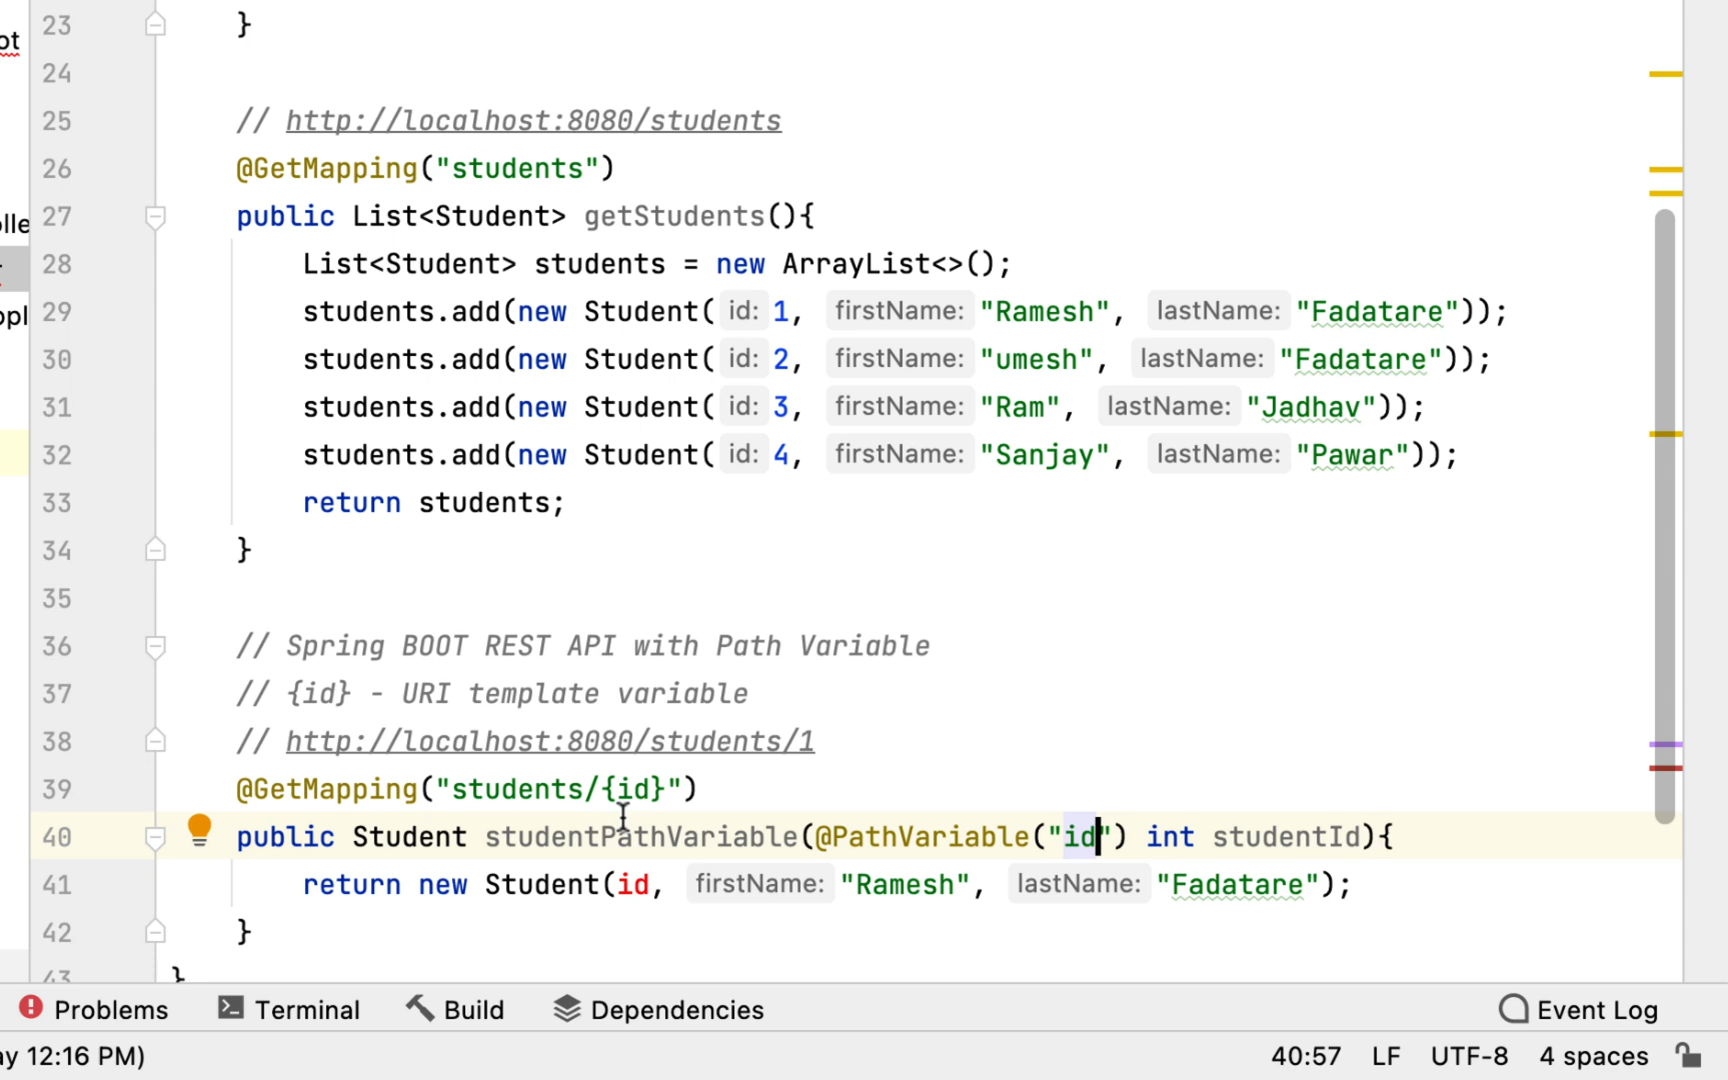 ot
olle
opl
23 }
24
25 // http://localhost:8080/students
26 @GetMapping("students")
27 public List<Student> getStudents(){
28 List<Student> students = new ArrayList<>();
29 students.add(new Student( id: 1, firstName: "Ramesh", lastName: "Fadatare"));
30 students.add(new Student( id: 2, firstName: "umesh", lastName: "Fadatare"));
31 students.add(new Student( id: 3, firstName: "Ram", lastName: "Jadhav"));
32 students.add(new Student( id: 4, firstName: "Sanjay", lastName: "Pawar"));
33 return students;
34 }
35
36 // Spring BOOT REST API with Path Variable
37 // {id} - URI template variable
38 // http://localhost:8080/students/1
39 @GetMapping("students/{id}")
40 public Student studentPathVariable(@PathVariable("id") int studentId){
41 return new Student(id, firstName: "Ramesh", lastName: "Fadatare");
42 }
43 }
Problems Terminal Build Dependencies Event Log
ay 12:16 PM) 40:57 LF UTF-8 4 spaces